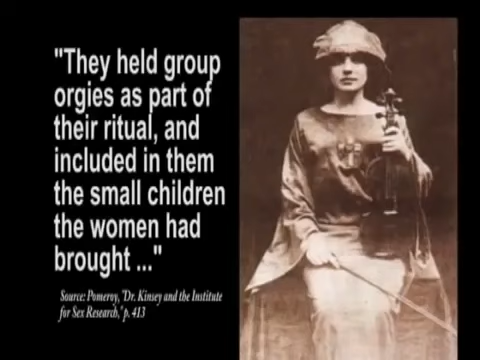 "They held group
orgies as part of
their ritual, and
included in them
the small children
the women had
brought ..."
Source: Pomeroy, "Dr. Kinsey and the Institute
for Sex Research," p. 413